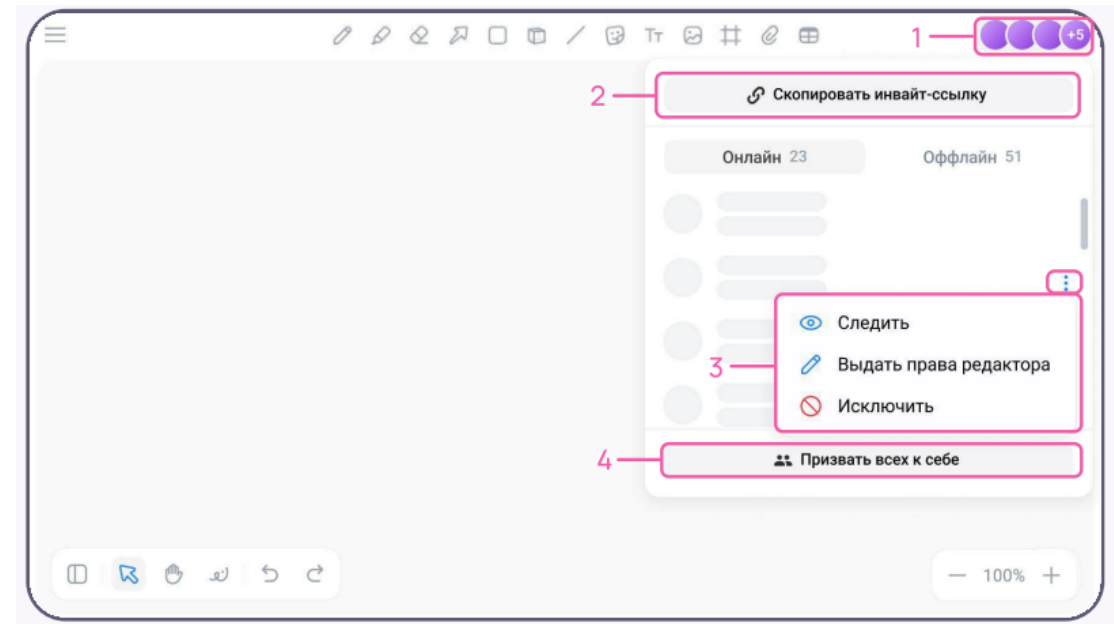 Tт
1
+5
2
Скопировать инвайт-ссылку
Онлайн 23
Оффлайн 51
Следить
3
Выдать права редактора
Исключить
4
Призвать всех к себе
100%